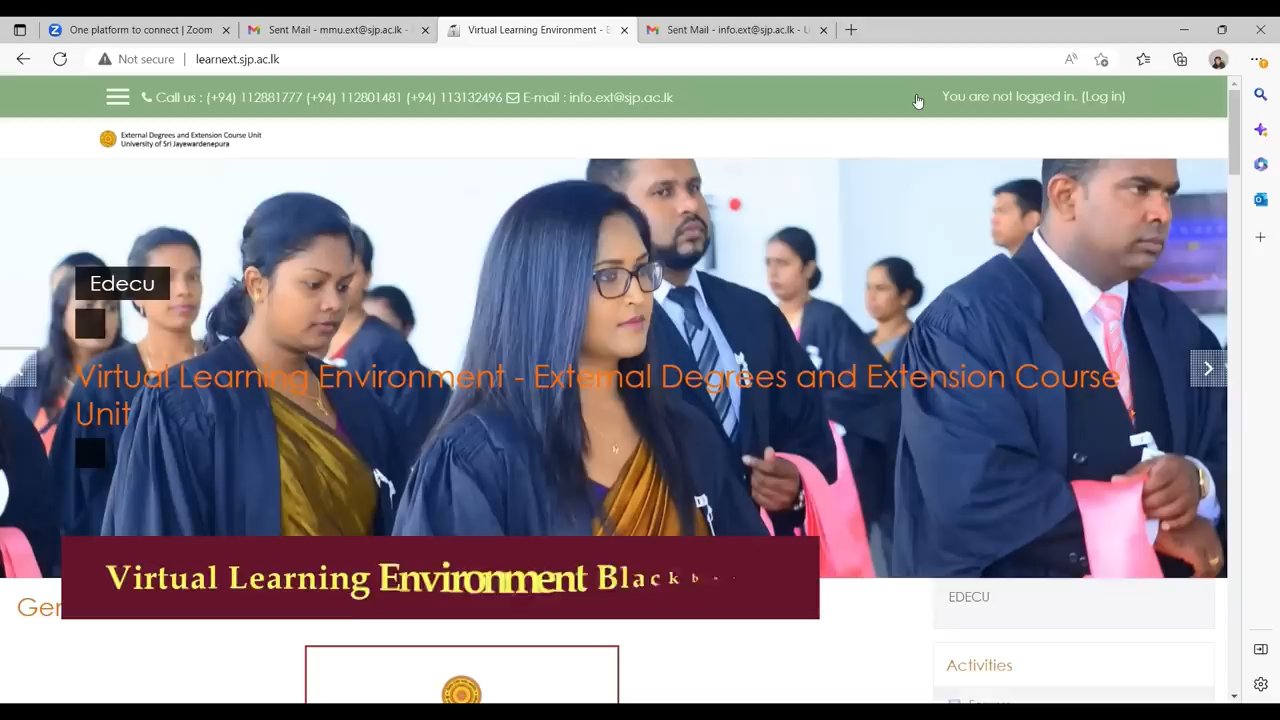 One platform to connect | Zoom
Sent Mail - mmu.ext@sjp.ac.lk -
Virtual Learning Environment - E
Sent Mail - info.ext@sjp.ac.lk - U
Not secure
learnext.sjp.ac.lk
Call us : (+94) 112881777 (+94) 112801481 (+94) 113132496 E-mail : info.ext@sjp.ac.lk
You are not logged in. (Log in)
External Degrees and Extension Course Unit
University of Sri Jayewardenepura
Edecu
Virtual Learning Environment - External Degrees and Extension Course
Unit
Virtual Learning Environment Blackb
Ger
EDECU
Activities